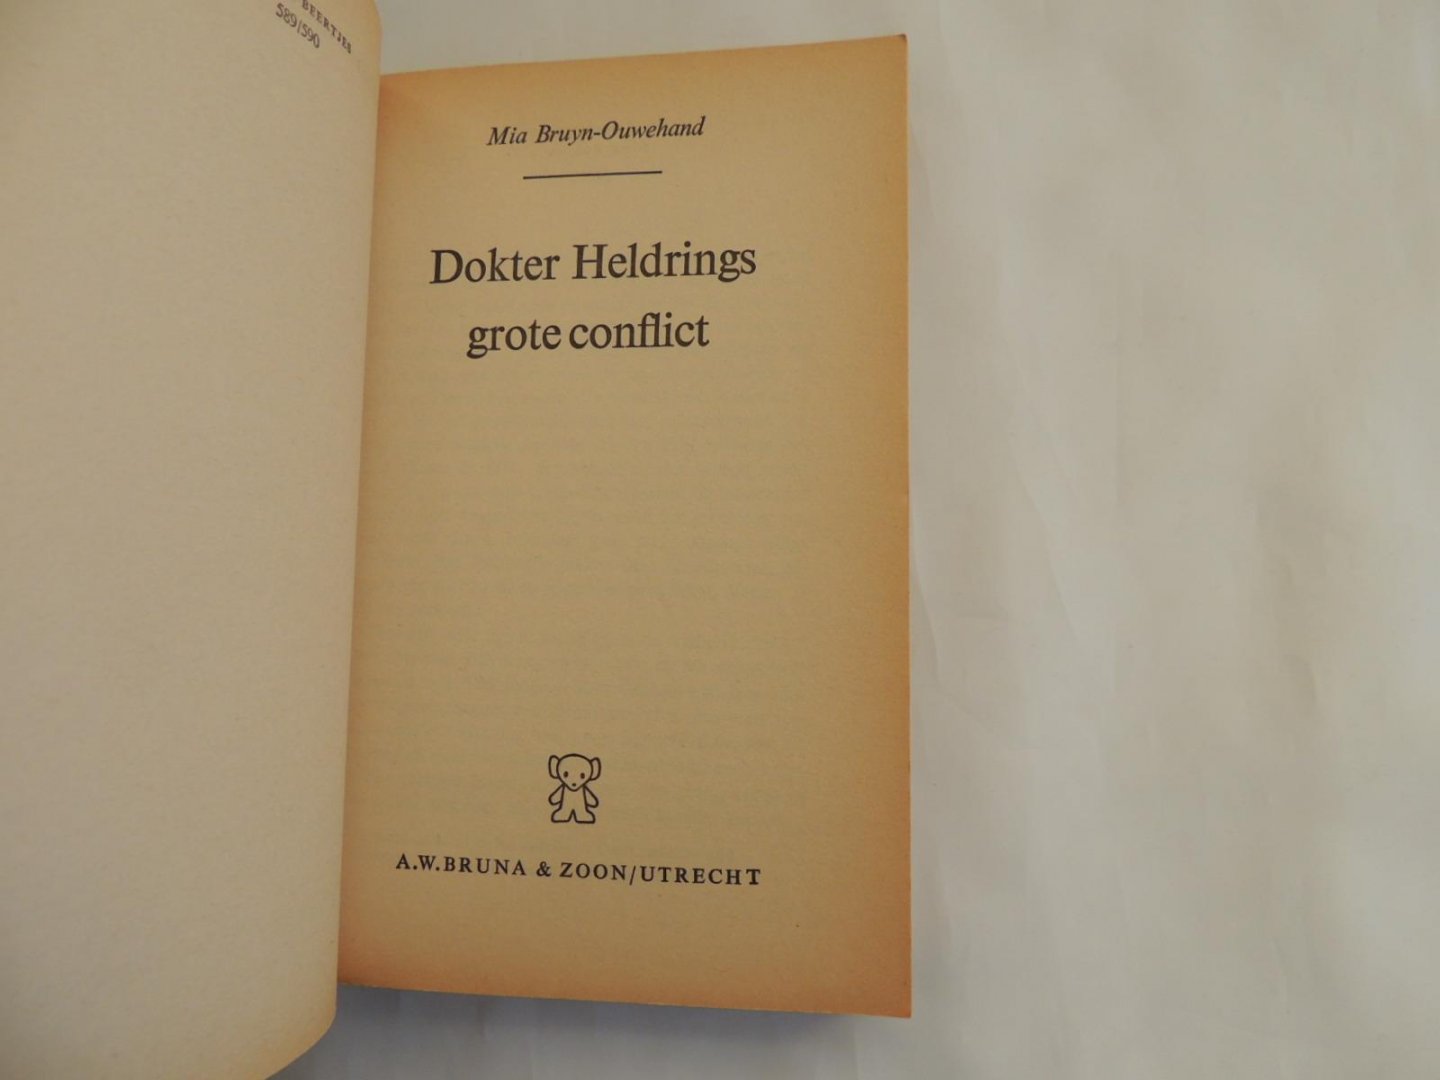 BEERTJES
589/590
Mia Bruyn-Ouwehand
Dokter Heldrings
grote conflict
A.W. BRUNA & ZOON/UTRECHT